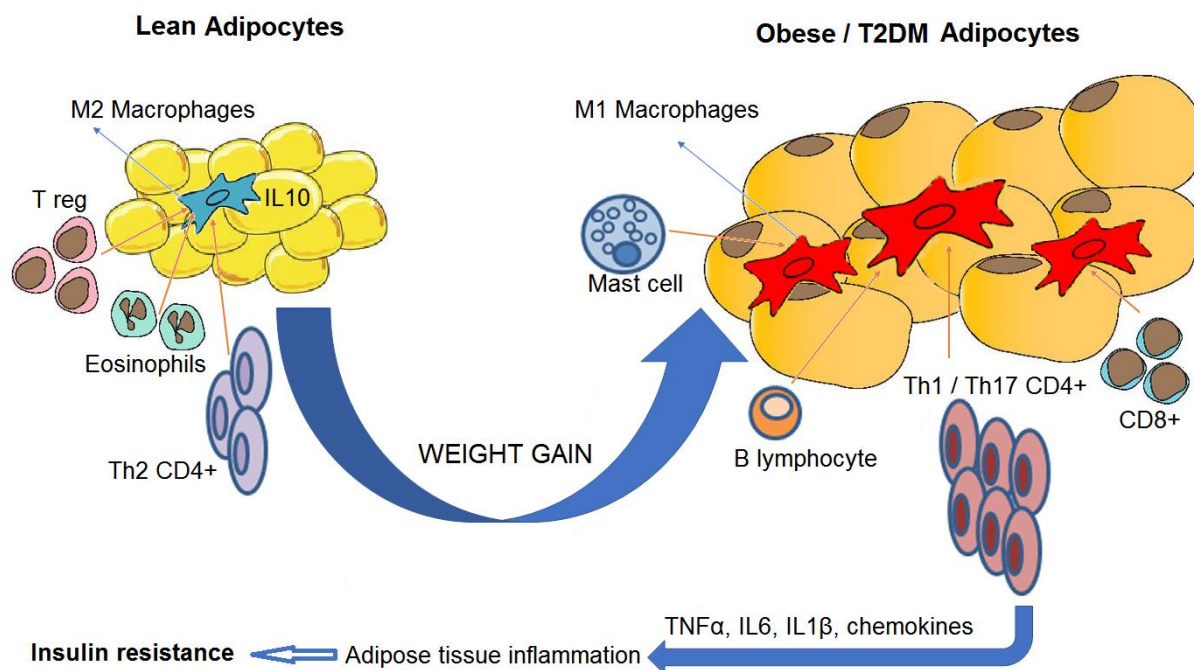 Lean Adipocytes
Obese / T2DM Adipocytes
M2 Macrophages
M1 Macrophages
IL10
T reg
Mast cell
Eosinophils
Th1 / Th17 CD4+
CD8+
WEIGHT GAIN
B lymphocyte
Th2 CD4+
TNFα, IL6, IL1β, chemokines
Insulin resistance
Adipose tissue inflammation